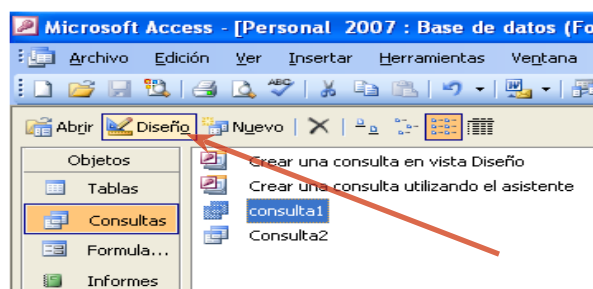 Microsoft Access - [Personal 2007 : Base de datos (Fo
Archivo Edición Ver Insertar Herramientas Ventana
Abrir Diseño Nuevo
Objetos
Tablas
Consultas
Formula...
Informes
Crear una consulta en vista Diseño
Crear una consulta utilizando el asistente
consulta1
Consulta2